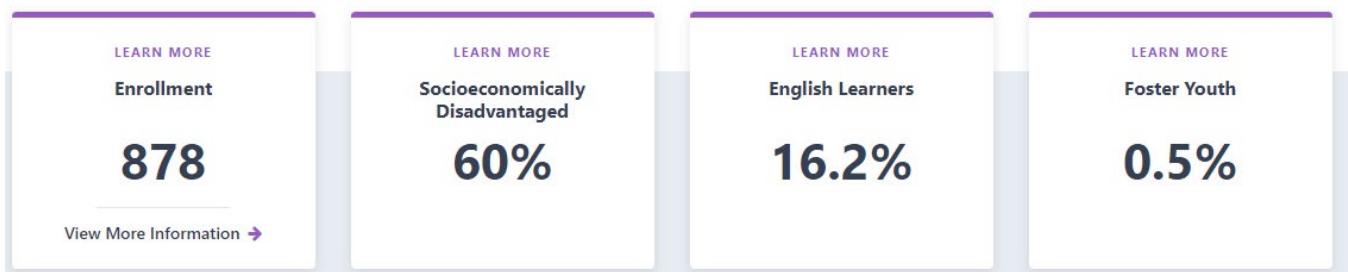 LEARN MORE
Enrollment
878
View More Information
LEARN MORE
Socioeconomically
Disadvantaged
60%
LEARN MORE
English Learners
16.2%
LEARN MORE
Foster Youth
0.5%